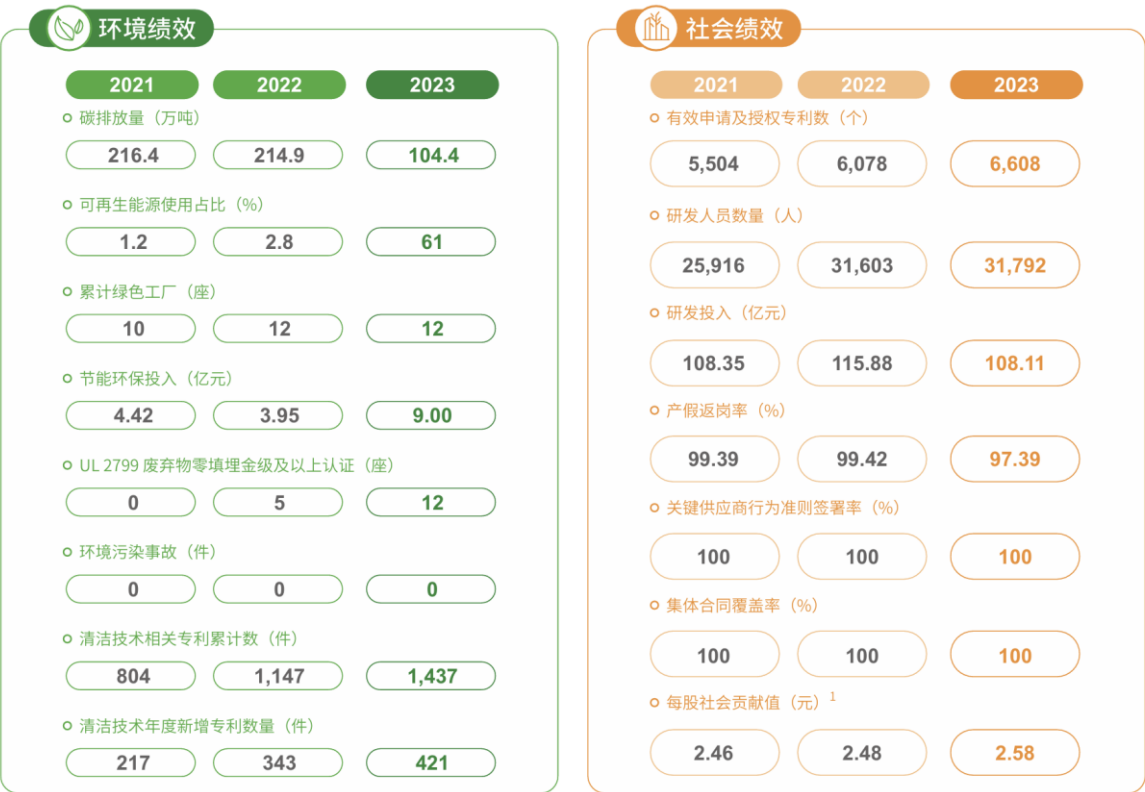 环境绩效
2021 2022 2023
碳排放量（万吨）
216.4 214.9 104.4
可再生能源使用占比（%）
1.2 2.8 61
累计绿色工厂（座）
10 12 12
节能环保投入（亿元）
4.42 3.95 9.00
UL 2799 废弃物零填埋金级及以上认证（座）
0 5 12
环境污染事故（件）
0 0 0
清洁技术相关专利累计数（件）
804 1,147 1,437
清洁技术年度新增专利数量（件）
217 343 421
社会绩效
2021 2022 2023
有效申请及授权专利数（个）
5,504 6,078 6,608
研发人员数量（人）
25,916 31,603 31,792
研发投入（亿元）
108.35 115.88 108.11
产假返岗率（%）
99.39 99.42 97.39
关键供应商行为准则签署率（%）
100 100 100
集体合同覆盖率（%）
100 100 100
每股社会贡献值（元）1
2.46 2.48 2.58